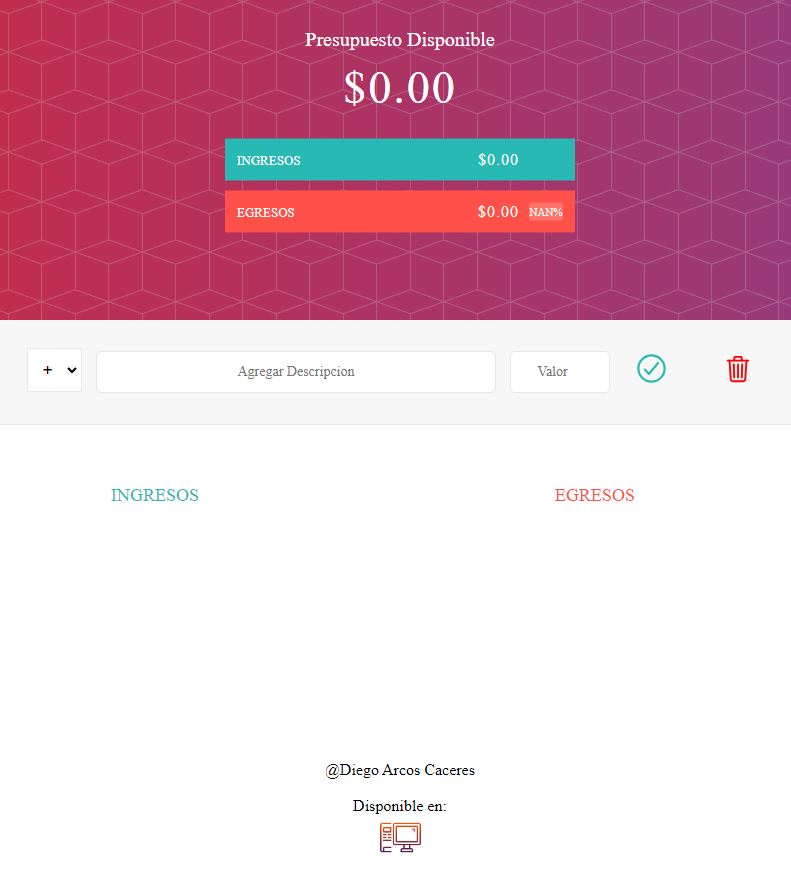 Presupuesto Disponible
$0.00
INGRESOS $0.00
EGRESOS $0.00 NAN%
+ Agregar Descripcion Valor
INGRESOS EGRESOS
@Diego Arcos Caceres
Disponible en: